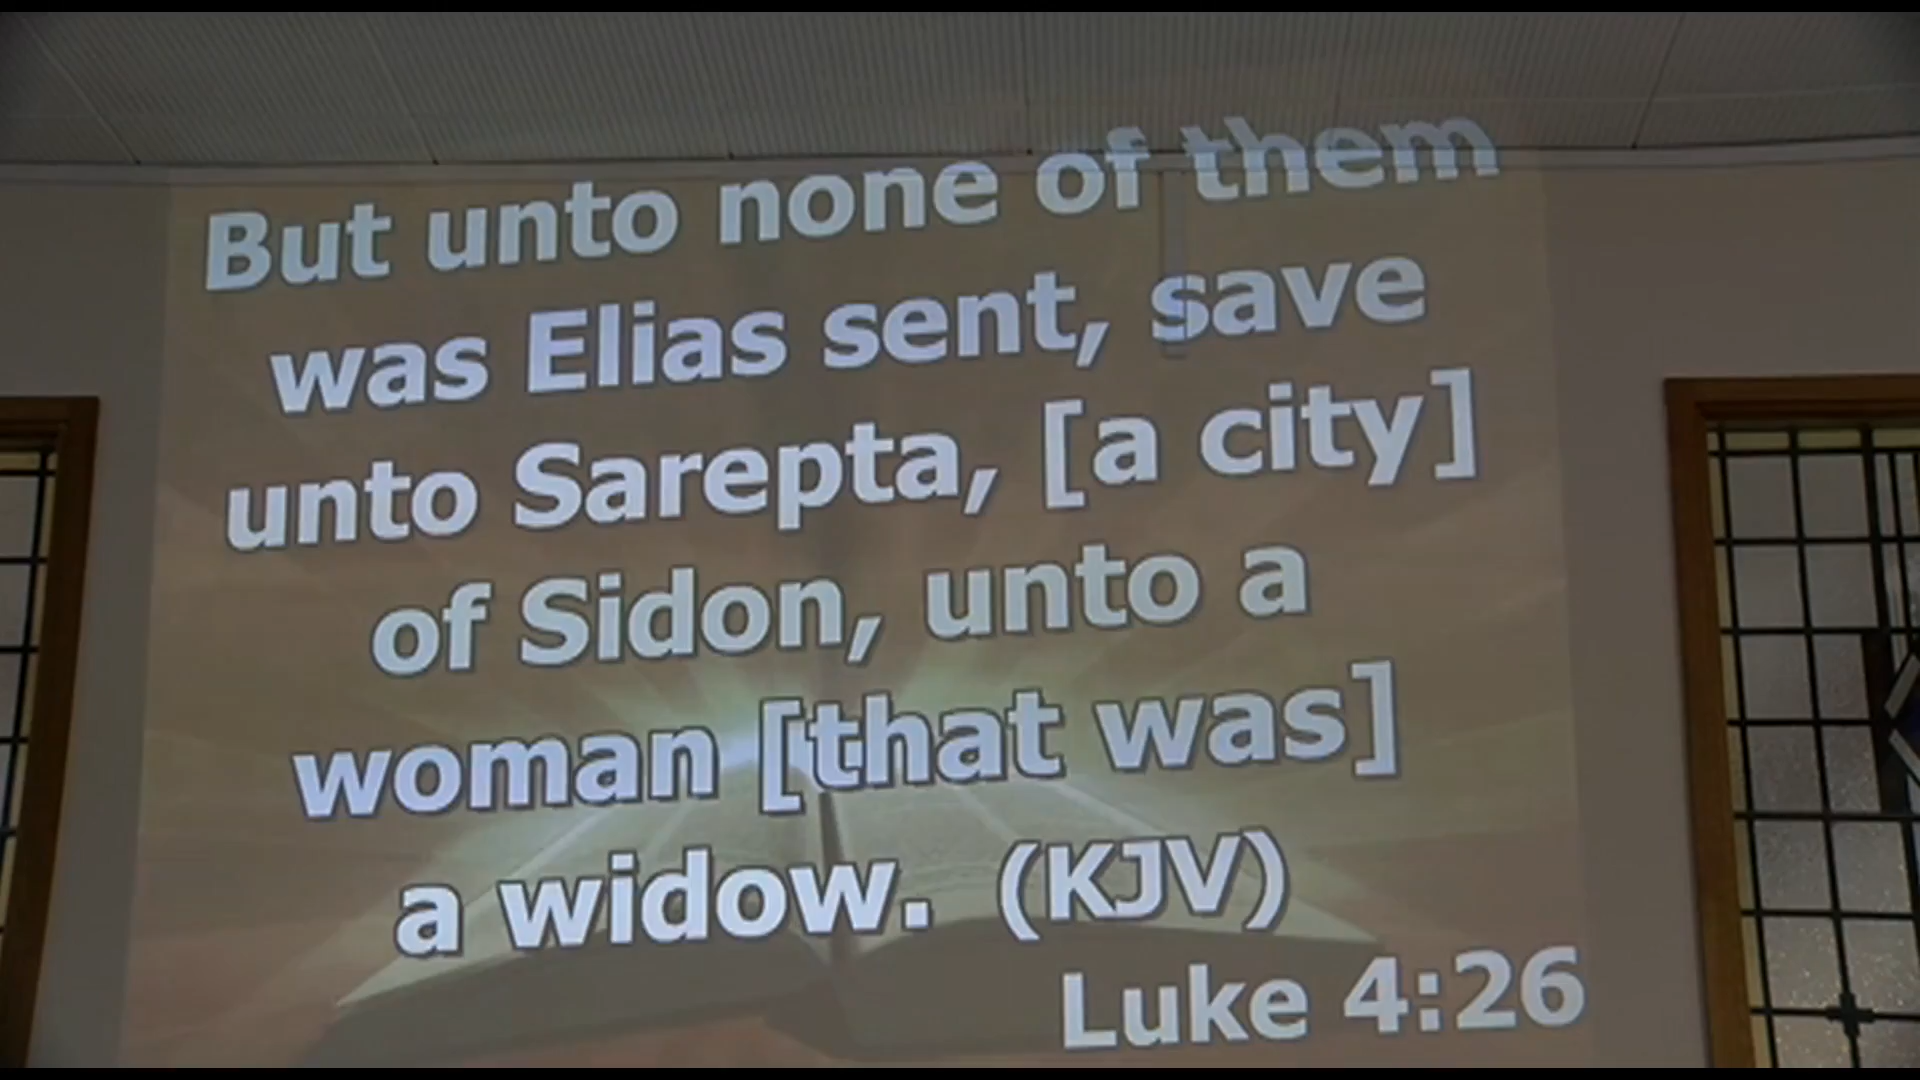 But unto none of them
was Elias sent, save
unto Sarepta, [a city]
of Sidon, unto a
woman [that was]
a widow. (KJV)
Luke 4:26